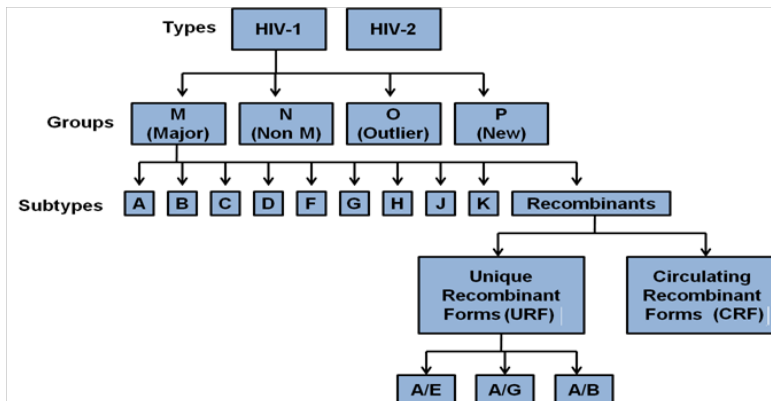 Types HIV-1 HIV-2
Groups M N O P
(Major) (Non M) (Outlier) (New)
Subtypes A B C D F G H J K Recombinants
Unique
Recombinant
Forms (URF)
Circulating
Recombinant
Forms (CRF)
A/E A/G A/B